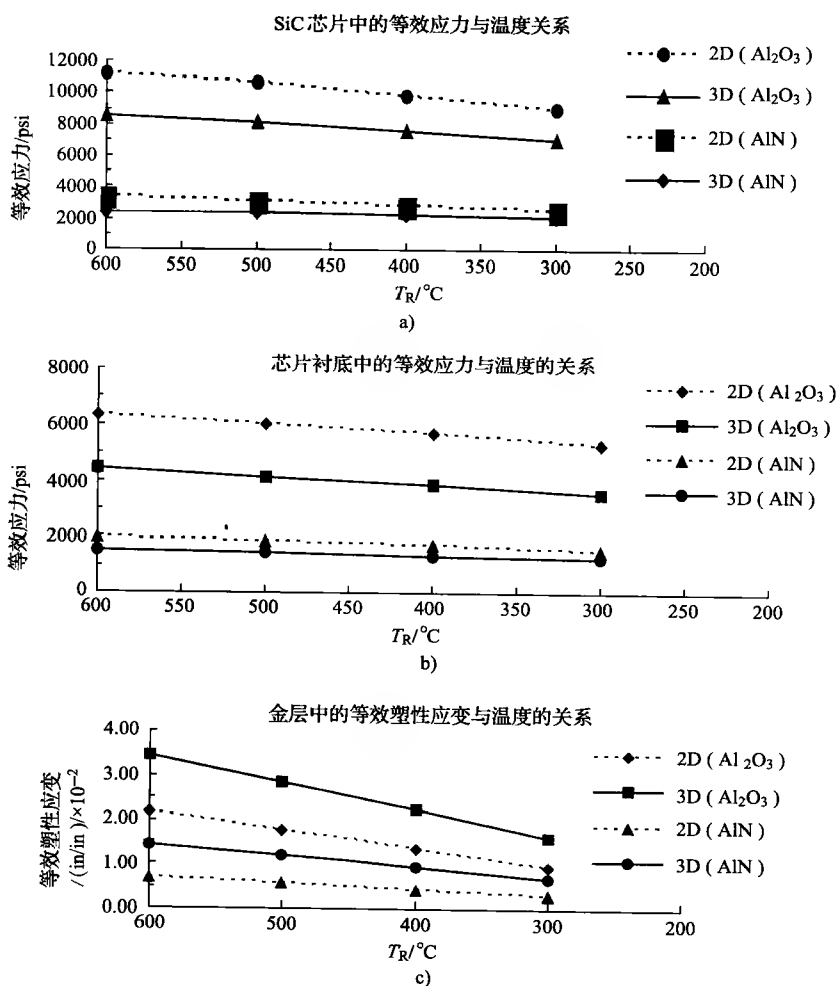 SiC芯片中的等效应力与温度关系
12000
10000
8000
6000
4000
2000
0
等效应力/psi
600 550 500 450 400 350 300 250 200
T_R/°C
2D ( Al₂O₃ )
3D ( Al₂O₃ )
2D ( AlN )
3D ( AlN )
a)
芯片衬底中的等效应力与温度的关系
8000
6000
4000
2000
0
等效应力/psi
600 550 500 450 400 350 300 250 200
T_R/°C
2D ( Al₂O₃ )
3D ( Al₂O₃ )
2D ( AlN )
3D ( AlN )
b)
金层中的等效塑性应变与温度的关系
4.00
3.00
2.00
1.00
0.00
等效塑性应变
/(in/in)/×10⁻²
600 500 400 300 200
T_R/°C
2D ( Al₂O₃ )
3D ( Al₂O₃ )
2D ( AlN )
3D ( AlN )
c)